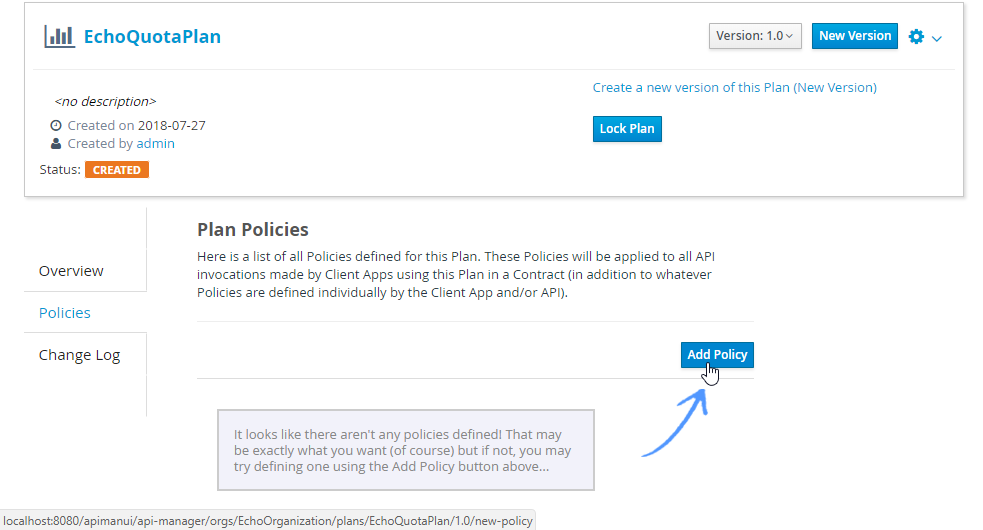 EchoQuotaPlan
Version: 1.0
New Version
<no description>
Create a new version of this Plan (New Version)
Created on 2018-07-27
Lock Plan
Created by admin
Status: CREATED
Overview
Policies
Change Log
Plan Policies
Here is a list of all Policies defined for this Plan. These Policies will be applied to all API
invocations made by Client Apps using this Plan in a Contract (in addition to whatever
Policies are defined individually by the Client App and/or API).
Add Policy
It looks like there aren't any policies defined! That may
be exactly what you want (of course) but if not, you may
try defining one using the Add Policy button above...
localhost:8080/apimanui/api-manager/orgs/EchoOrganization/plans/EchoQuotaPlan/1.0/new-policy